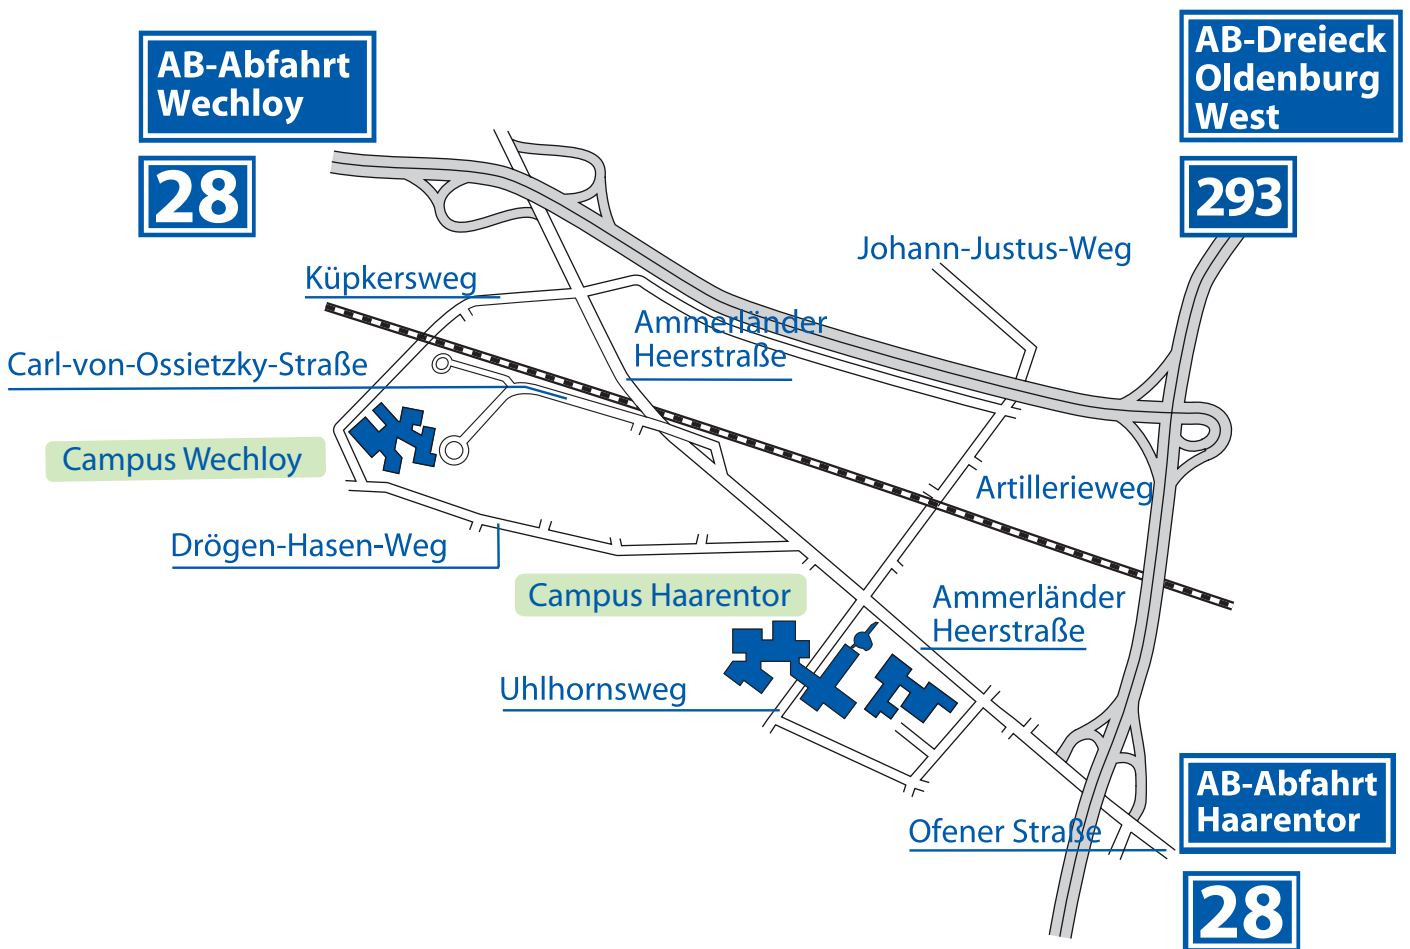 AB-Abfahrt
Wechloy
28
AB-Dreieck
Oldenburg
West
293
Johann-Justus-Weg
Küpkersweg
Ammerländer
Heerstraße
Carl-von-Ossietzky-Straße
Campus Wechloy
Artillerieweg
Drögen-Hasen-Weg
Campus Haarentor
Ammerländer
Heerstraße
Uhlhornsweg
Ofener Straße
AB-Abfahrt
Haarentor
28